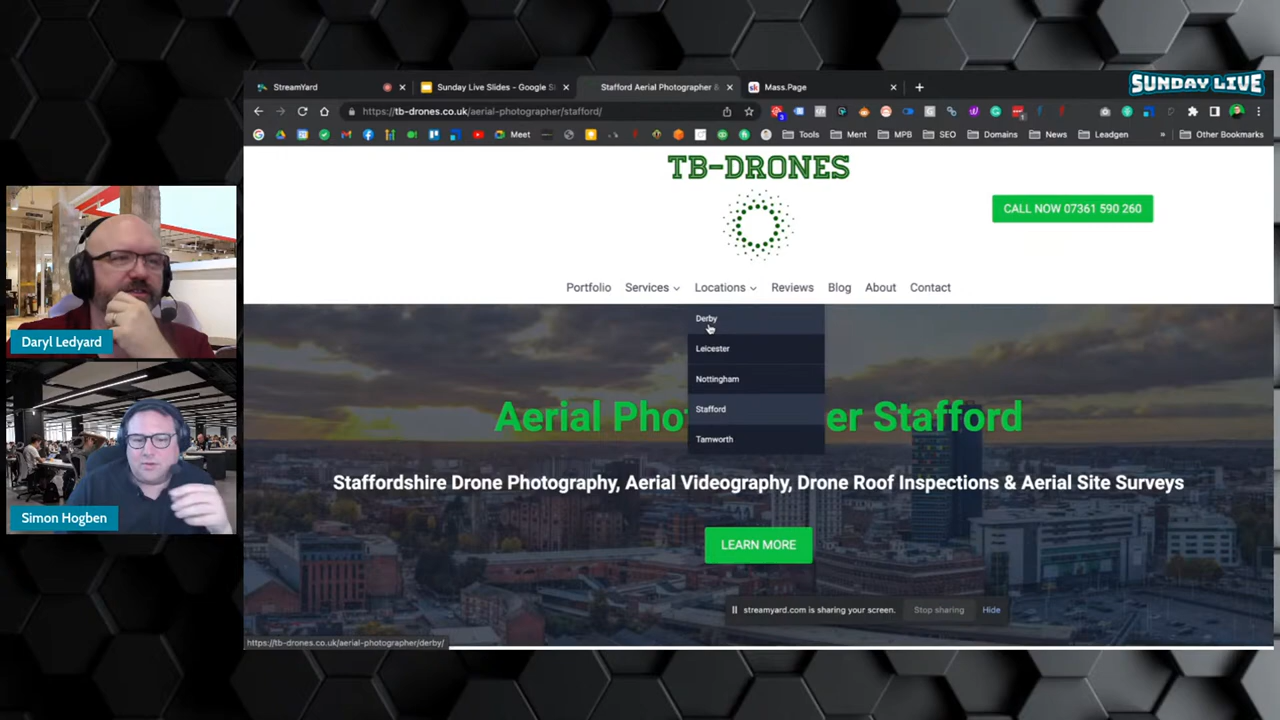 SUNDAY LIVE
StreamYard
Sunday Live Slides - Google S
Stafford Aerial Photographer &
Mass.Page
https://tb-drones.co.uk/aerial-photographer/stafford/
Meet
Tools
Ment
MPB
SEO
Domains
News
Leadgen
»
Other Bookmarks
TB-DRONES
CALL NOW 07361 590 260
Portfolio Services Locations Reviews Blog About Contact
Derby
Leicester
Nottingham
Stafford
Tamworth
Aerial Pho er Stafford
Staffordshire Drone Photography, Aerial Videography, Drone Roof Inspections & Aerial Site Surveys
LEARN MORE
streamyard.com is sharing your screen. Stop sharing Hide
https://tb-drones.co.uk/aerial-photographer/derby/
Daryl Ledyard
Simon Hogben